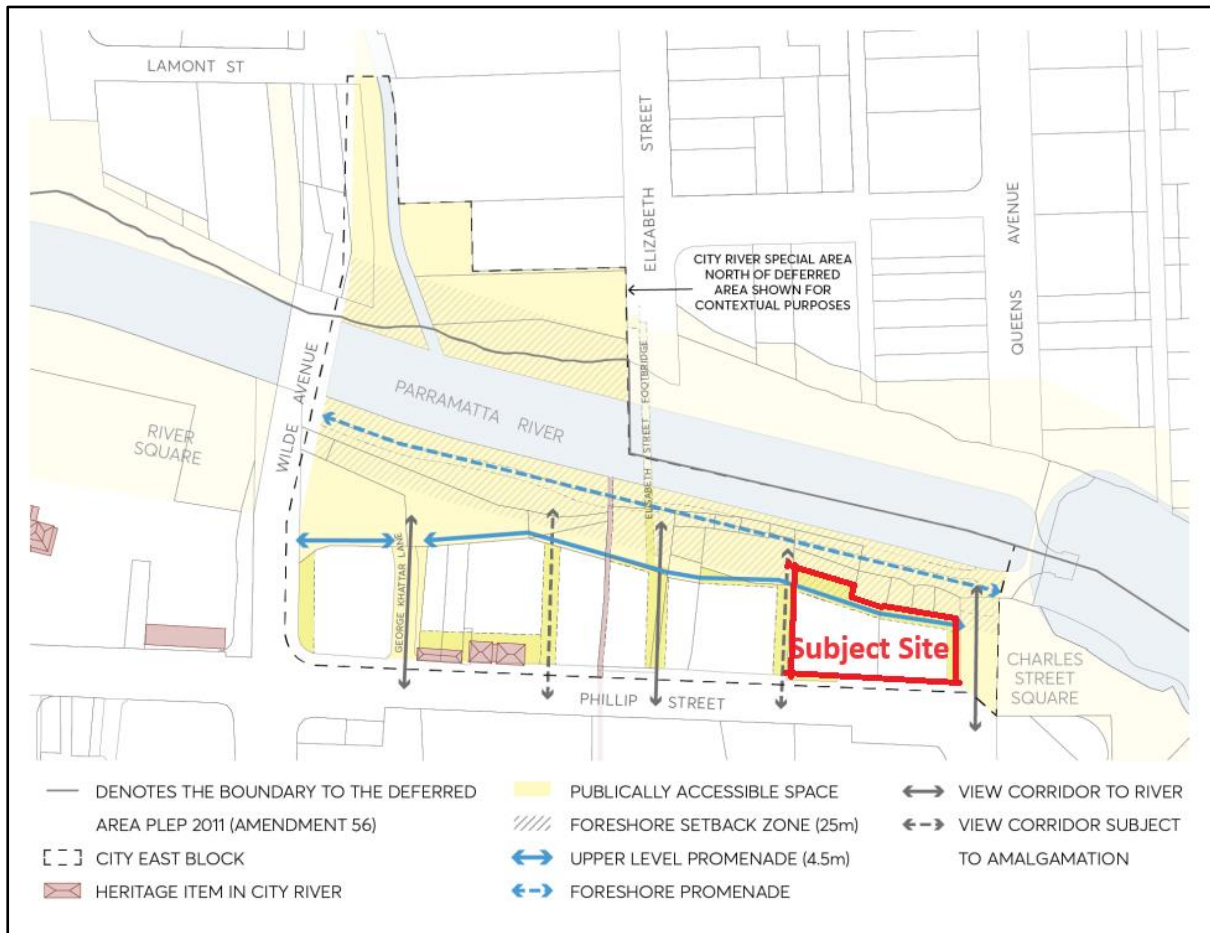 LAMONT ST
ELIZABETH STREET
QUEENS AVENUE
CITY RIVER SPECIAL AREA
NORTH OF DEFERRED
AREA SHOWN FOR
CONTEXTUAL PURPOSES
WILDE AVENUE
PARRAMATTA RIVER
ELISABETH STREET FOOTBRIDGE
RIVER
SQUARE
GEORGE KHATTAR LANE
Subject Site
PHILLIP STREET
CHARLES
STREET
SQUARE
DENOTES THE BOUNDARY TO THE DEFERRED
AREA PLEP 2011 (AMENDMENT 56)
CITY EAST BLOCK
HERITAGE ITEM IN CITY RIVER
PUBLICALLY ACCESSIBLE SPACE
FORESHORE SETBACK ZONE (25m)
UPPER LEVEL PROMENADE (4.5m)
FORESHORE PROMENADE
VIEW CORRIDOR TO RIVER
VIEW CORRIDOR SUBJECT
TO AMALGAMATION